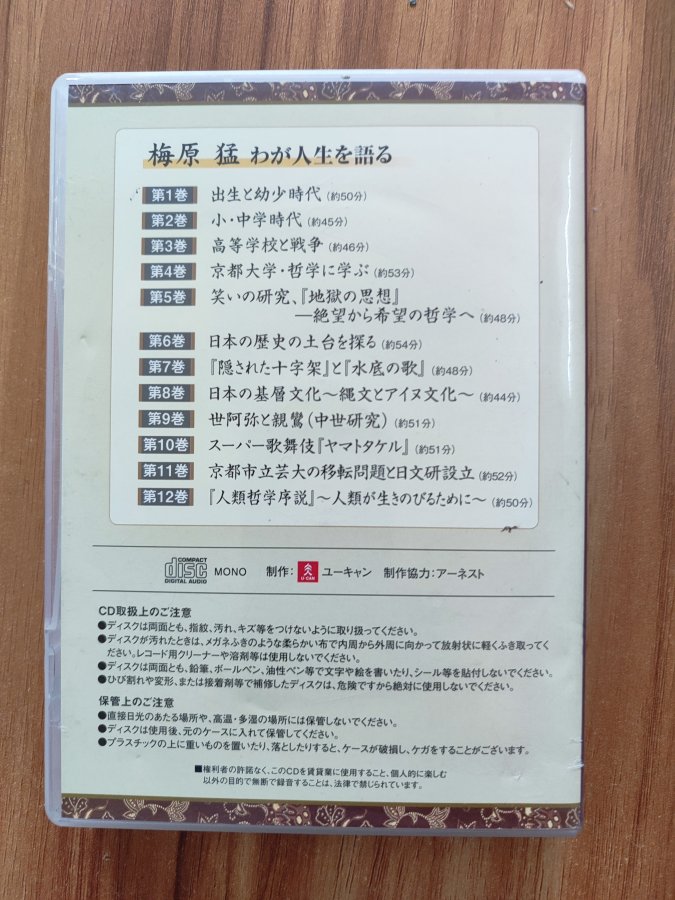 梅原 猛 わが人生を語る
第1巻 出生と幼少時代 (約50分)
第2巻 小・中学時代 (約45分)
第3巻 高等学校と戦争 (約46分)
第4巻 京都大学・哲学に学ぶ (約53分)
第5巻 笑いの研究、『地獄の思想』
―絶望から希望の哲学へ (約48分)
第6巻 日本の歴史の土台を探る (約54分)
第7巻 『隠された十字架』と『水底の歌』 (約48分)
第8巻 日本の基層文化～縄文とアイヌ文化～ (約44分)
第9巻 世阿弥と親鸞(中世研究) (約51分)
第10巻 スーパー歌舞伎『ヤマトタケル』 (約51分)
第11巻 京都市立芸大の移転問題と日文研設立 (約52分)
第12巻 『人類哲学序説』～人類が生きのびるために～ (約50分)
COMPACT disc DIGITAL AUDIO MONO 制作: U-CAN ユーキャン 制作協力:アーネスト
CD取扱上のご注意
●ディスクは両面とも、指紋、汚れ、キズ等をつけないように取り扱ってください。
●ディスクが汚れたときは、メガネふきのような柔らかい布で内周から外周に向かって放射状に軽くふき取ってく
ださい。レコード用クリーナーや溶剤等は使用しないでください。
●ディスクは両面とも、鉛筆、ボールペン、油性ペン等で文字や絵を書いたり、シール等を貼付しないでください。
●ひび割れや変形、または接着剤等で補修したディスクは、危険ですから絶対に使用しないでください。
保管上のご注意
●直接日光のあたる場所や、高温・多湿の場所には保管しないでください。
●ディスクは使用後、元のケースに入れて保管してください。
●プラスチックの上に重いものを置いたり、落としたりすると、ケースが破損し、ケガをすることがございます。
■権利者の許諾なく、このCDを賃貸業に使用すること、個人的に楽しむ
以外の目的で無断で録音することは、法律で禁じられています。